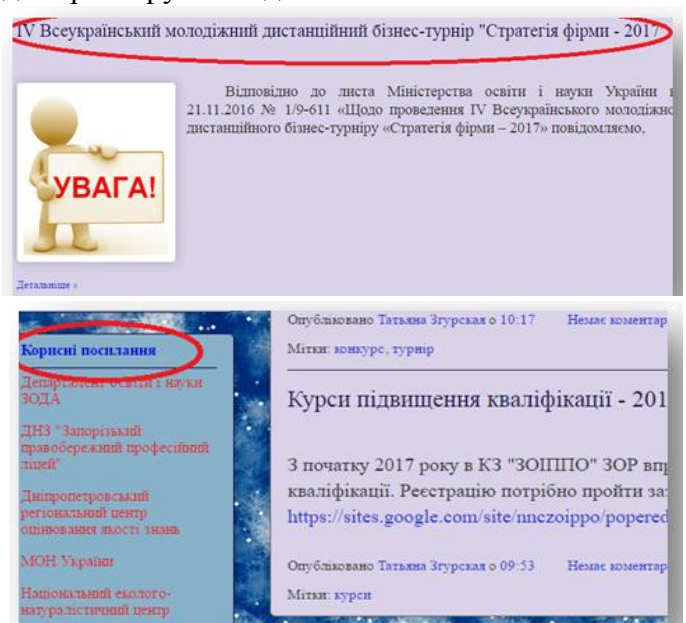 IV Всеукраїнський молодіжний дистанційний бізнес-турнір "Стратегія фірми - 2017
Відповідно до листа Міністерства освіти і науки України
21.11.2016 № 1/9-611 «Щодо проведення IV Всеукраїнського молодіжно
дистанційного бізнес-турніру «Стратегія фірми – 2017» повідомляємо,
УВАГА!
Детальніше »
Корисні посилання
Департамент освіти і науки
ЗОДА
ДНЗ "Запорізький
правобережний професійний
ліцей"
Дніпропетровський
регіональний центр
оцінювання якості знань
МОН України
Національний еколого-
натуралістичний центр
Опубліковано Татьяна Згурская о 10:17 Немає коментар
Мітки: конкурс, турнір
Курси підвищення кваліфікації - 201
З початку 2017 року в КЗ "ЗОІППО" ЗОР впр
кваліфікації. Реєстрацію потрібно пройти за
https://sites.google.com/site/nnczoippo/popered
Опубліковано Татьяна Згурская о 09:53 Немає коментар
Мітки: курси